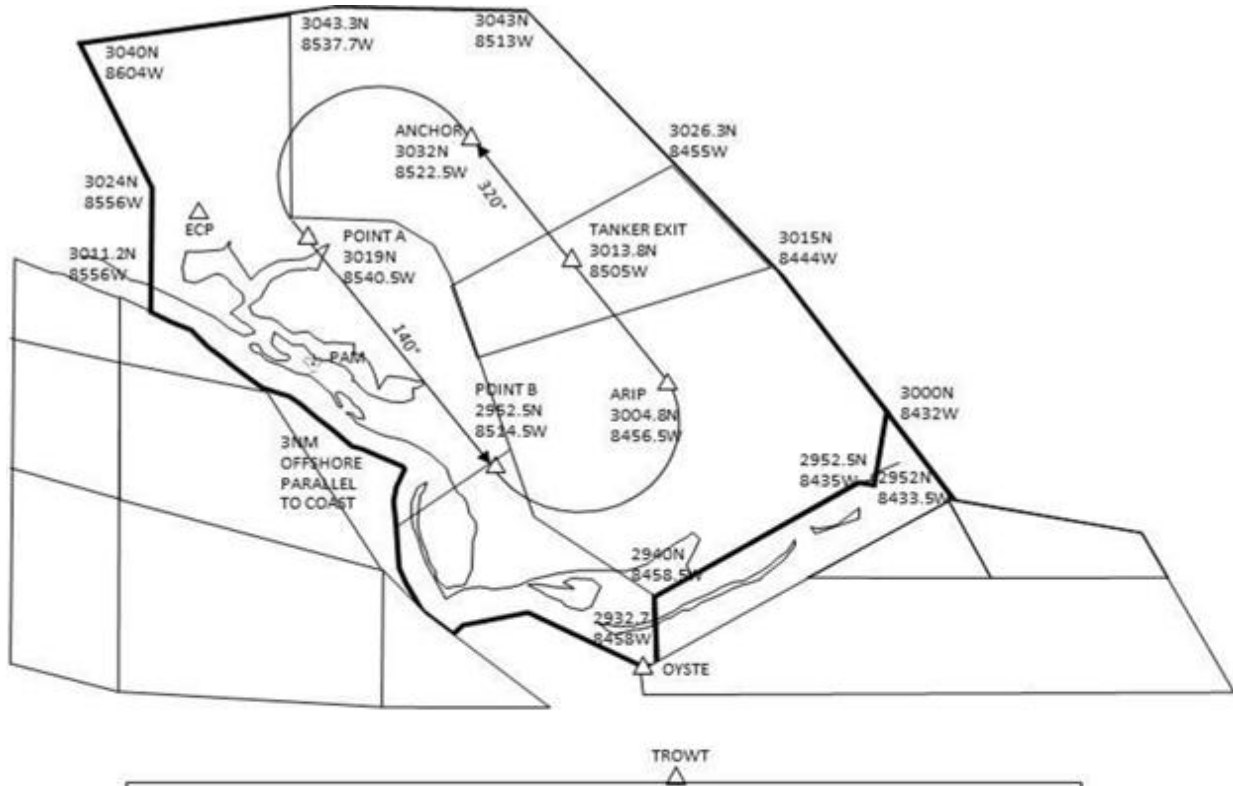 3040N
8604W
3043.3N
8537.7W
3043N
8513W
ANCHOR
3032N
8522.5W
3026.3N
8455W
3024N
8556W
320°
ECP
POINT A
3019N
8540.5W
TANKER EXIT
3013.8N
8505W
3015N
8444W
3011.2N
8556W
140°
PAM
POINT B
2952.5N
8514.5W
ARIP
3004.8N
8456.5W
3000N
8432W
3NM
OFFSHORE
PARALLEL
TO COAST
2952.5N
8435W
2952N
8433.5W
2940N
8458.5W
2932.7
8458W
OYSTE
TROWT